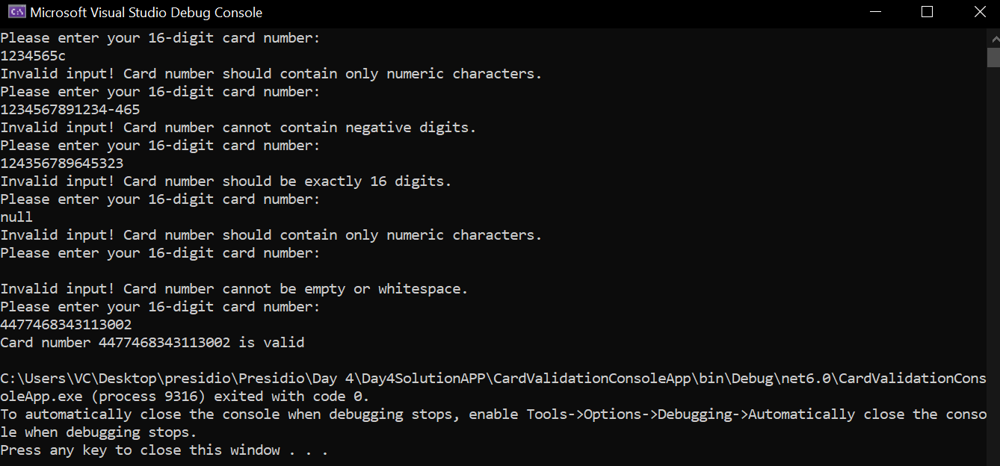 Microsoft Visual Studio Debug Console
Please enter your 16-digit card number:
1234565c
Invalid input! Card number should contain only numeric characters.
Please enter your 16-digit card number:
1234567891234-465
Invalid input! Card number cannot contain negative digits.
Please enter your 16-digit card number:
124356789645323
Invalid input! Card number should be exactly 16 digits.
Please enter your 16-digit card number:
null
Invalid input! Card number should contain only numeric characters.
Please enter your 16-digit card number:
Invalid input! Card number cannot be empty or whitespace.
Please enter your 16-digit card number:
4477468343113002
Card number 4477468343113002 is valid
C:\Users\VC\Desktop\presidio\Presidio\Day 4\Day4SolutionAPP\CardValidationConsoleApp\bin\Debug\net6.0\CardValidationCons
oleApp.exe (process 9316) exited with code 0.
To automatically close the console when debugging stops, enable Tools->Options->Debugging->Automatically close the conso
le when debugging stops.
Press any key to close this window . . .